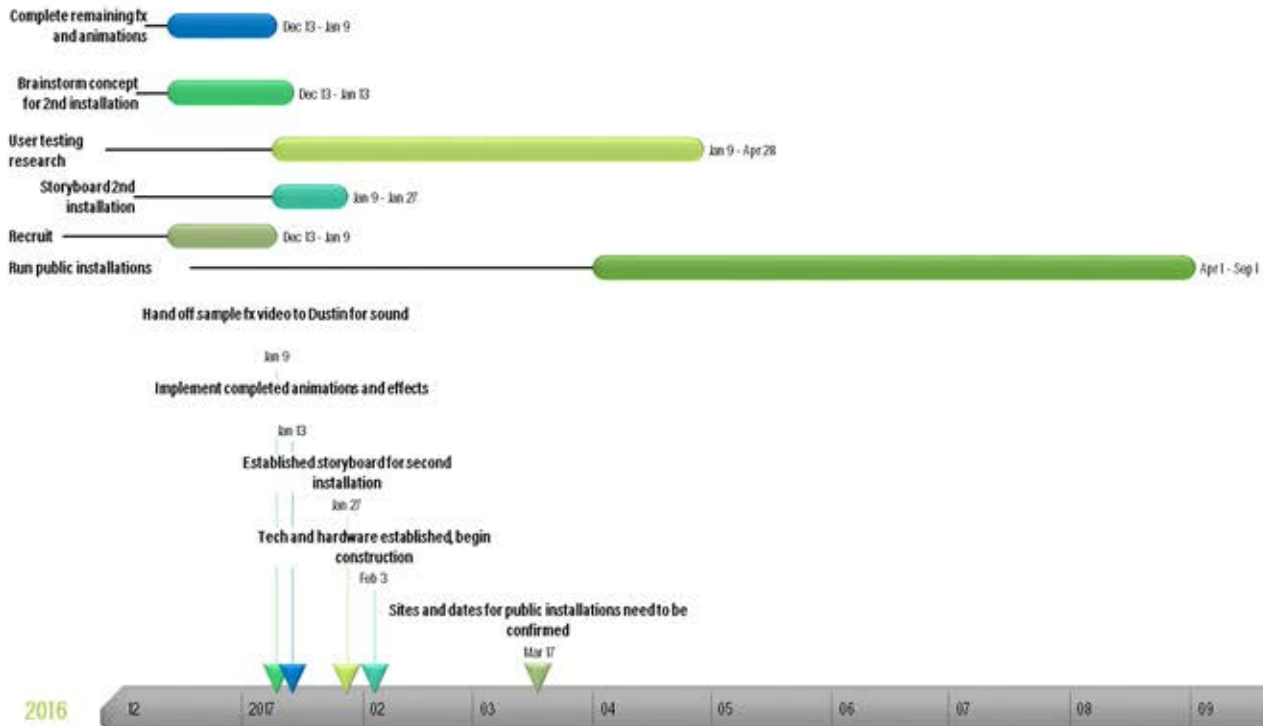 Complete remaining fx
and animations
Dec 13 - Jan 9
Brainstorm concept
for 2nd installation
Dec 13 - Jan 13
User testing
research
Jan 9 - Apr 28
Storyboard 2nd
installation
Jan 9 - Jan 27
Recruit
Dec 13 - Jan 9
Run public installations
Apr 1 - Sep 1
Hand off sample fx video to Dustin for sound
Jan 9
Implement completed animations and effects
Jan 13
Established storyboard for second
installation
Jan 27
Tech and hardware established, begin
construction
Feb 3
Sites and dates for public installations need to be
confirmed
Mar 17
2016 12 2017 02 03 04 05 06 07 08 09